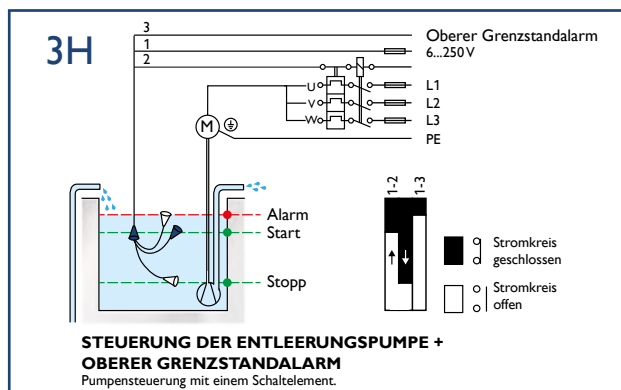 3H
3
1
2
Oberer Grenzstandalarm
6...250 V
U
V
W
L1
L2
L3
M
PE
1-2
1-3
Alarm
Start
Stopp
Stromkreis
geschlossen
Stromkreis
offen
STEUERUNG DER ENTLEERUNGSPUMPE +
OBERER GRENZSTANDALARM
Pumpensteuerung mit einem Schaltelement.